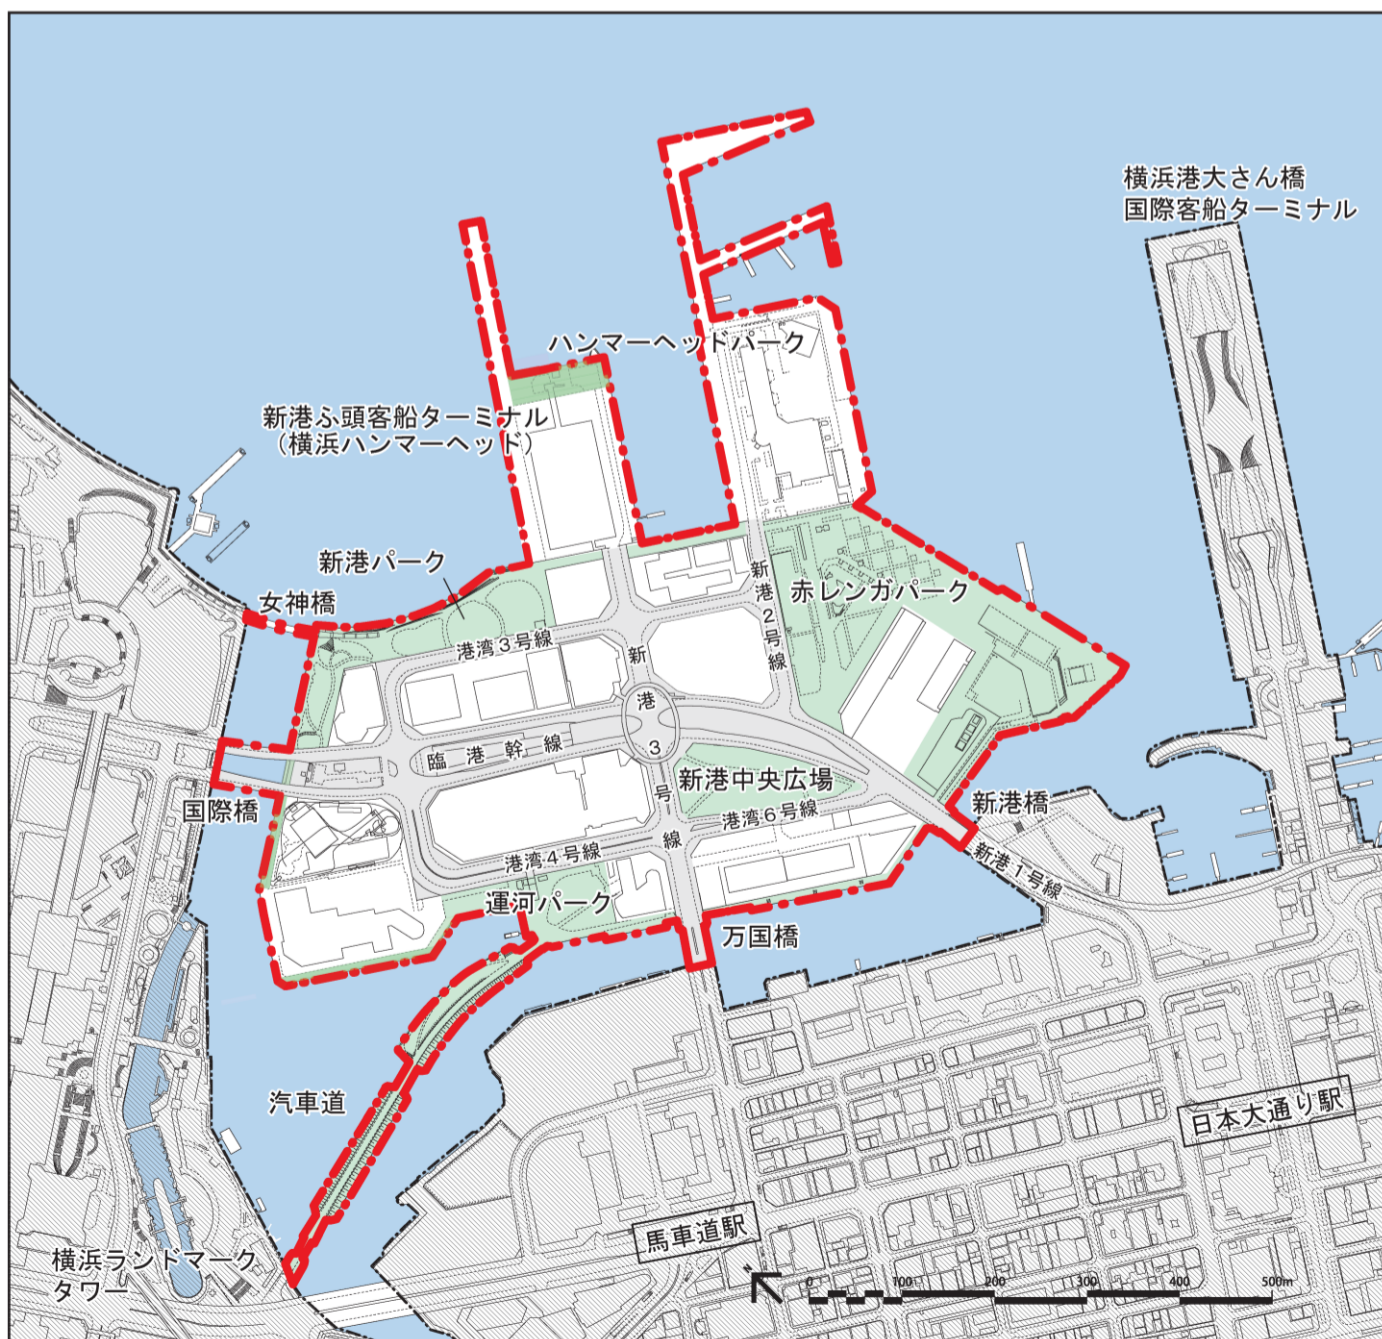 横浜港大さん橋
国際客船ターミナル
ハンマーヘッドパーク
新港ふ頭客船ターミナル
（横浜ハンマーヘッド）
新港パーク
女神橋
新港2号線
赤レンガパーク
港湾3号線
新港3号線
臨港幹線
新港中央広場
国際橋
港湾6号線
新港橋
港湾4号線
新港1号線
運河パーク
万国橋
汽車道
日本大通り駅
馬車道駅
横浜ランドマーク
タワー
N
0 100 200 300 400 500m